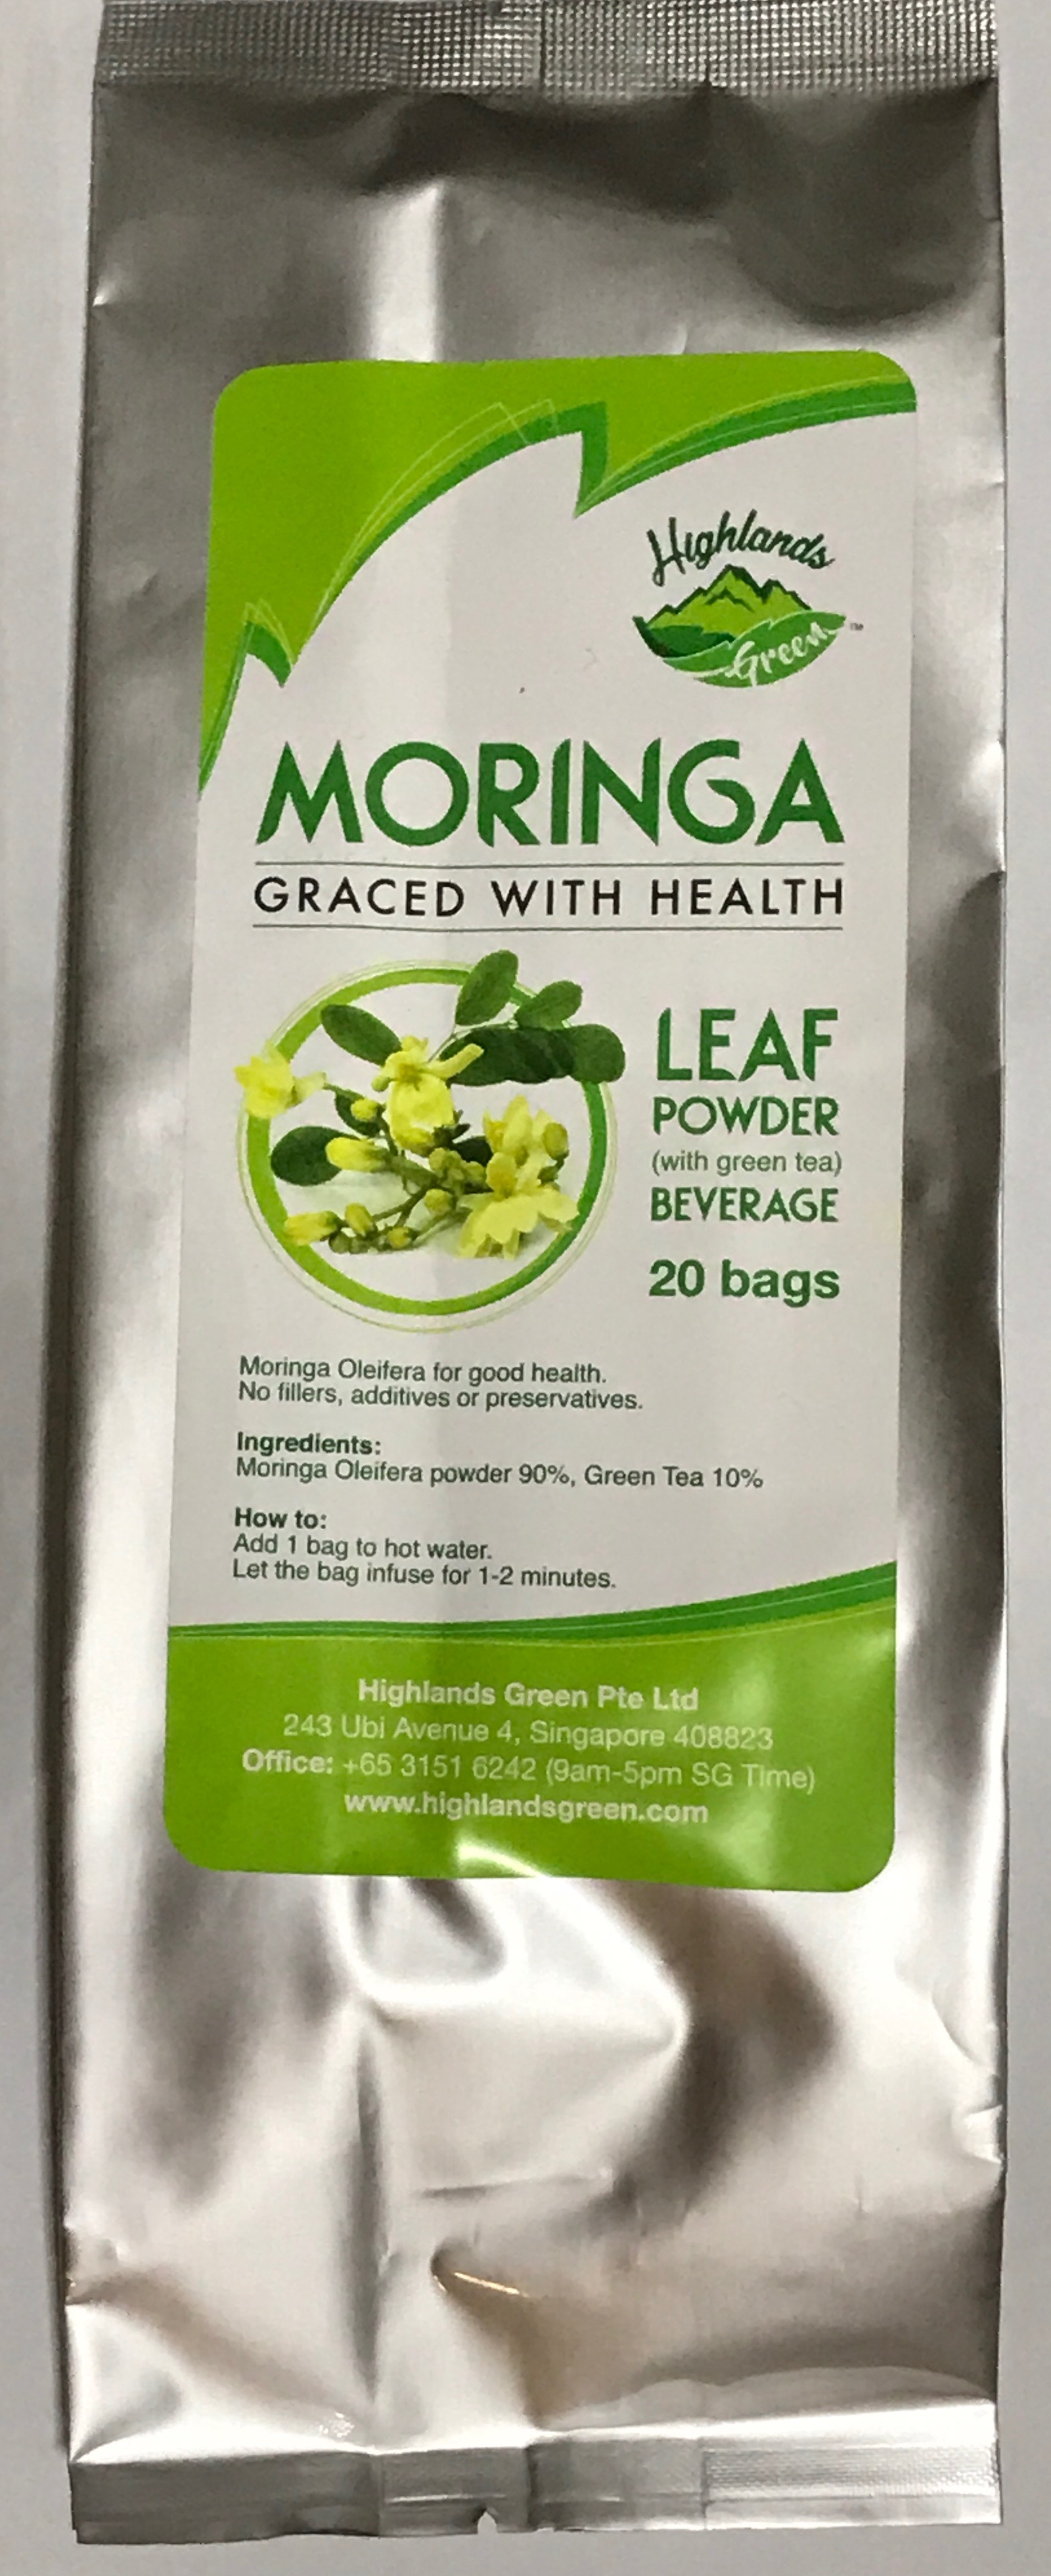 Highlands
Green™
MORINGA
GRACED WITH HEALTH
LEAF
POWDER
(with green tea)
BEVERAGE
20 bags
Moringa Oleifera for good health.
No fillers, additives or preservatives.
Ingredients:
Moringa Oleifera powder 90%, Green Tea 10%
How to:
Add 1 bag to hot water.
Let the bag infuse for 1-2 minutes.
Highlands Green Pte Ltd
243 Ubi Avenue 4, Singapore 408823
Office: +65 3151 6242 (9am-5pm SG Time)
www.highlandsgreen.com